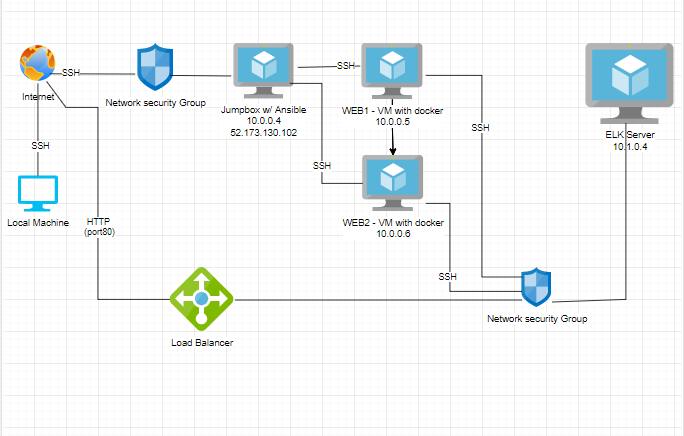 SSH
Internet
Network security Group
Jumpbox w/ Ansible
10.0.0.4
52.173.130.102
SSH
WEB1 - VM with docker
10.0.0.5
SSH
ELK Server
10.1.0.4
SSH
SSH
Local Machine
HTTP
(port80)
WEB2 - VM with docker
10.0.0.6
SSH
Network security Group
Load Balancer